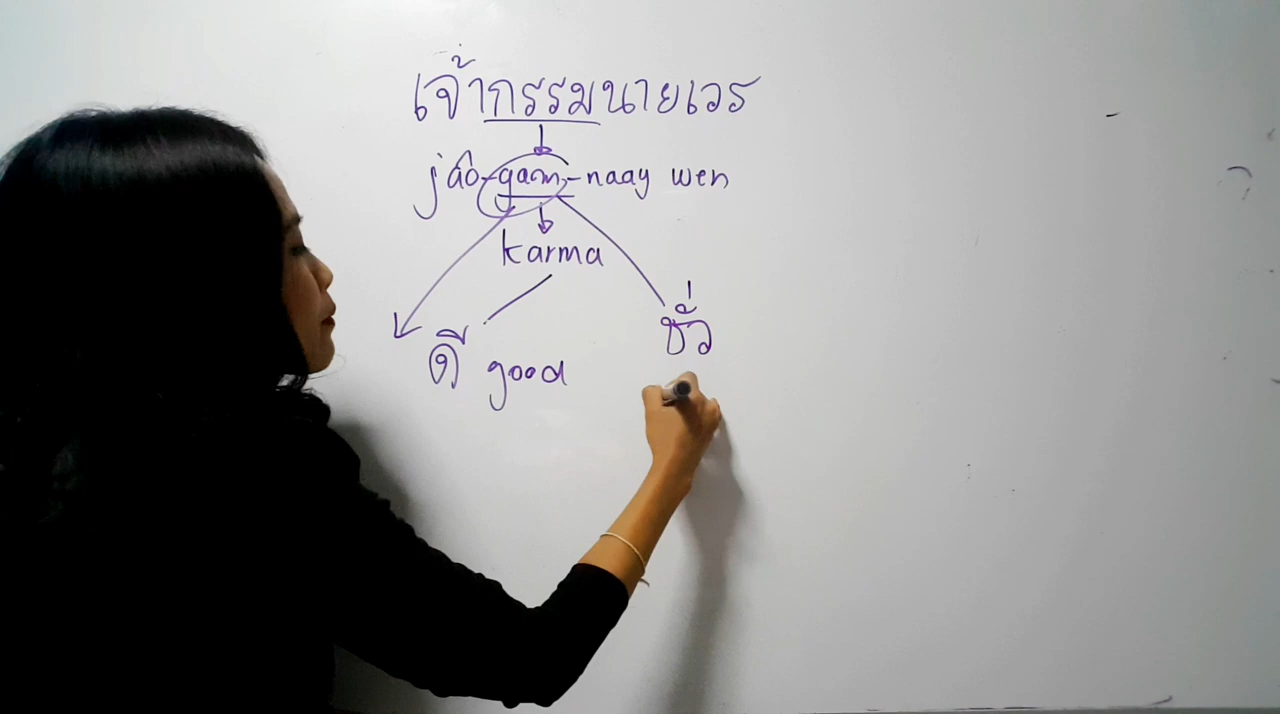 เจ้ากรรมนายเวร
jâo-gam-naay wen
karma
ดี good
ชั่ว